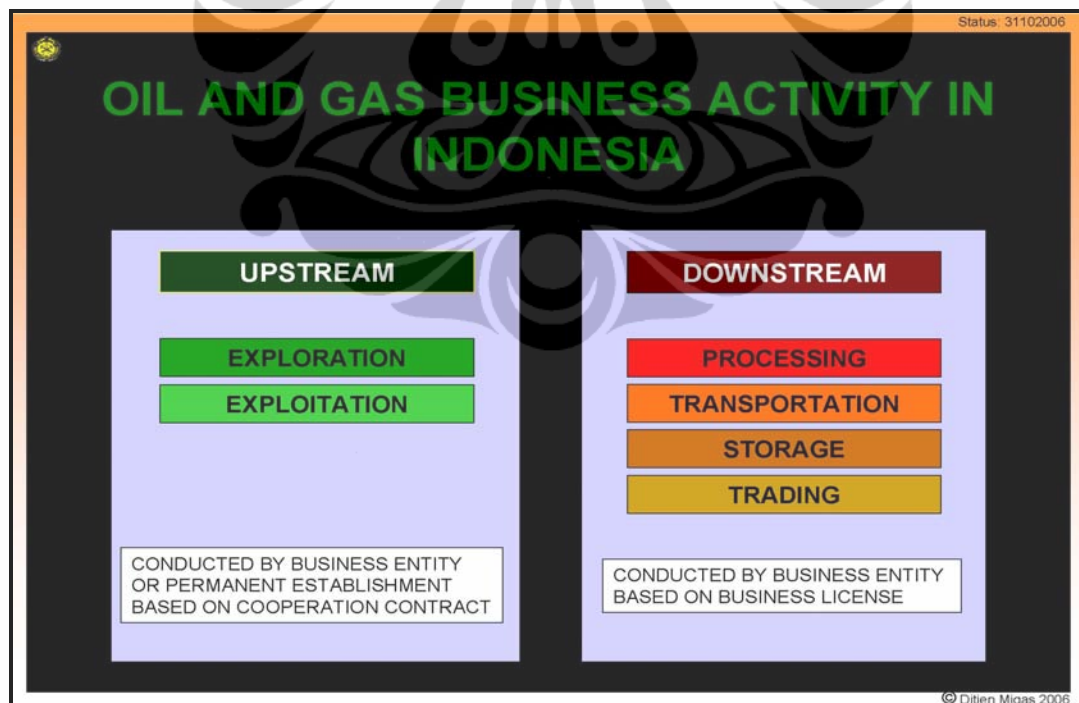 Status: 31102006
OIL AND GAS BUSINESS ACTIVITY IN
INDONESIA
UPSTREAM
EXPLORATION
EXPLOITATION
CONDUCTED BY BUSINESS ENTITY
OR PERMANENT ESTABLISHMENT
BASED ON COOPERATION CONTRACT
DOWNSTREAM
PROCESSING
TRANSPORTATION
STORAGE
TRADING
CONDUCTED BY BUSINESS ENTITY
BASED ON BUSINESS LICENSE
© Ditjen Migas 2006